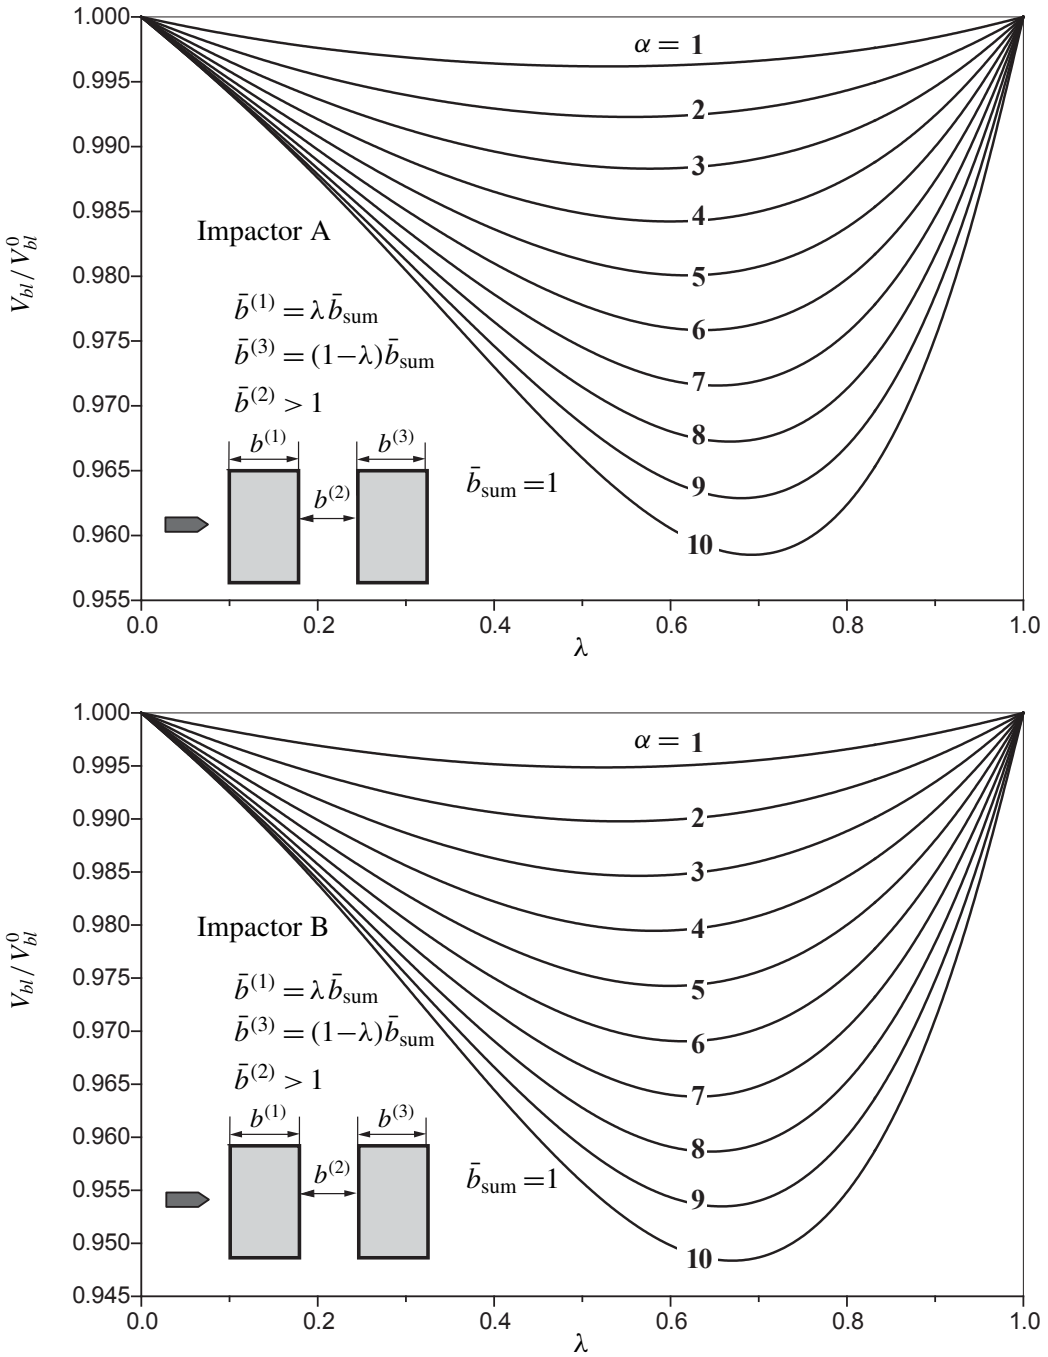 1.000
0.995
0.990
0.985
0.980
0.975
0.970
0.965
0.960
0.955
V_bl / V_bl^0
α = 1
2
3
4
5
6
7
8
9
10
Impactor A
b̄⁽¹⁾ = λb̄_sum
b̄⁽³⁾ = (1−λ)b̄_sum
b̄⁽²⁾ > 1
b⁽¹⁾ b⁽³⁾
b⁽²⁾
b̄_sum = 1
0.0 0.2 0.4 0.6 0.8 1.0
λ
1.000
0.995
0.990
0.985
0.980
0.975
0.970
0.965
0.960
0.955
0.950
0.945
V_bl / V_bl^0
α = 1
2
3
4
5
6
7
8
9
10
Impactor B
b̄⁽¹⁾ = λb̄_sum
b̄⁽³⁾ = (1−λ)b̄_sum
b̄⁽²⁾ > 1
b⁽¹⁾ b⁽³⁾
b⁽²⁾
b̄_sum = 1
0.0 0.2 0.4 0.6 0.8 1.0
λ